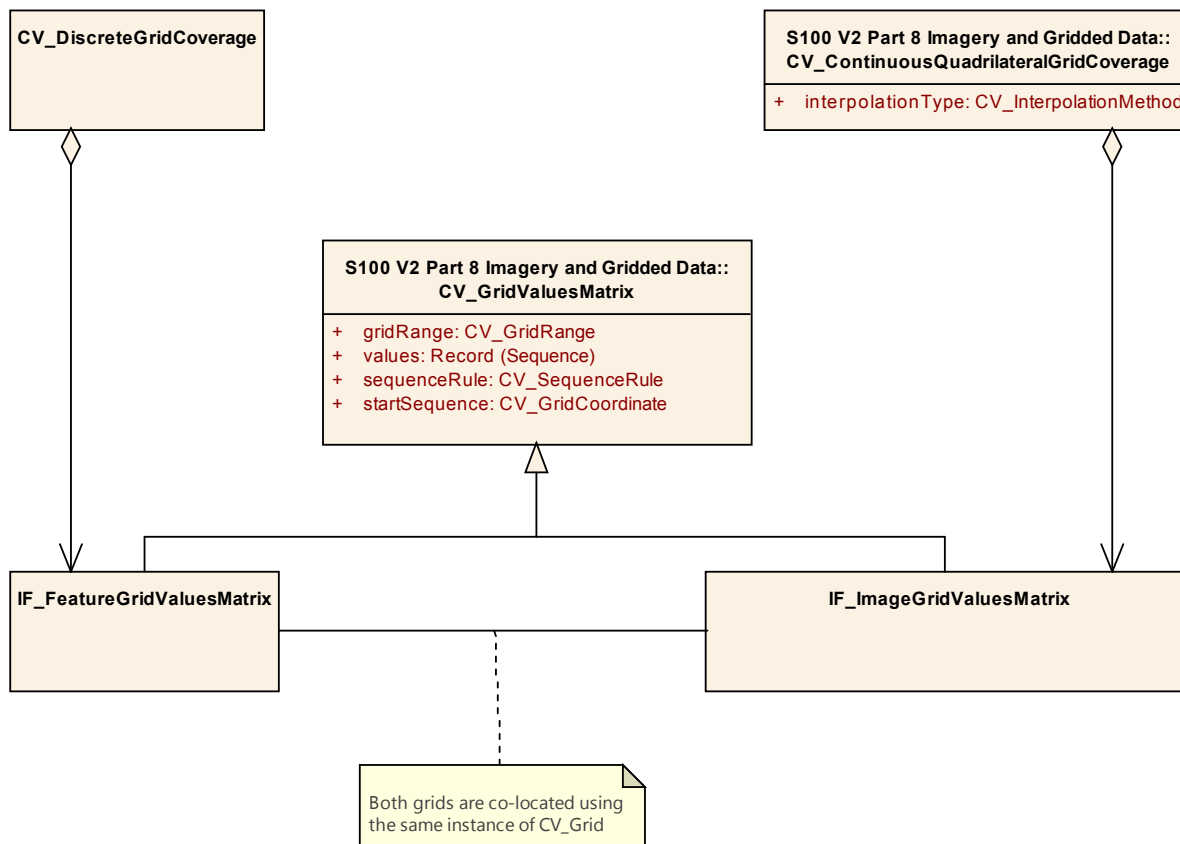 CV_DiscreteGridCoverage
S100 V2 Part 8 Imagery and Gridded Data::
CV_ContinuousQuadrilateralGridCoverage
+ interpolationType: CV_InterpolationMethod
S100 V2 Part 8 Imagery and Gridded Data::
CV_GridValuesMatrix
+ gridRange: CV_GridRange
+ values: Record (Sequence)
+ sequenceRule: CV_SequenceRule
+ startSequence: CV_GridCoordinate
IF_FeatureGridValuesMatrix
IF_ImageGridValuesMatrix
Both grids are co-located using
the same instance of CV_Grid